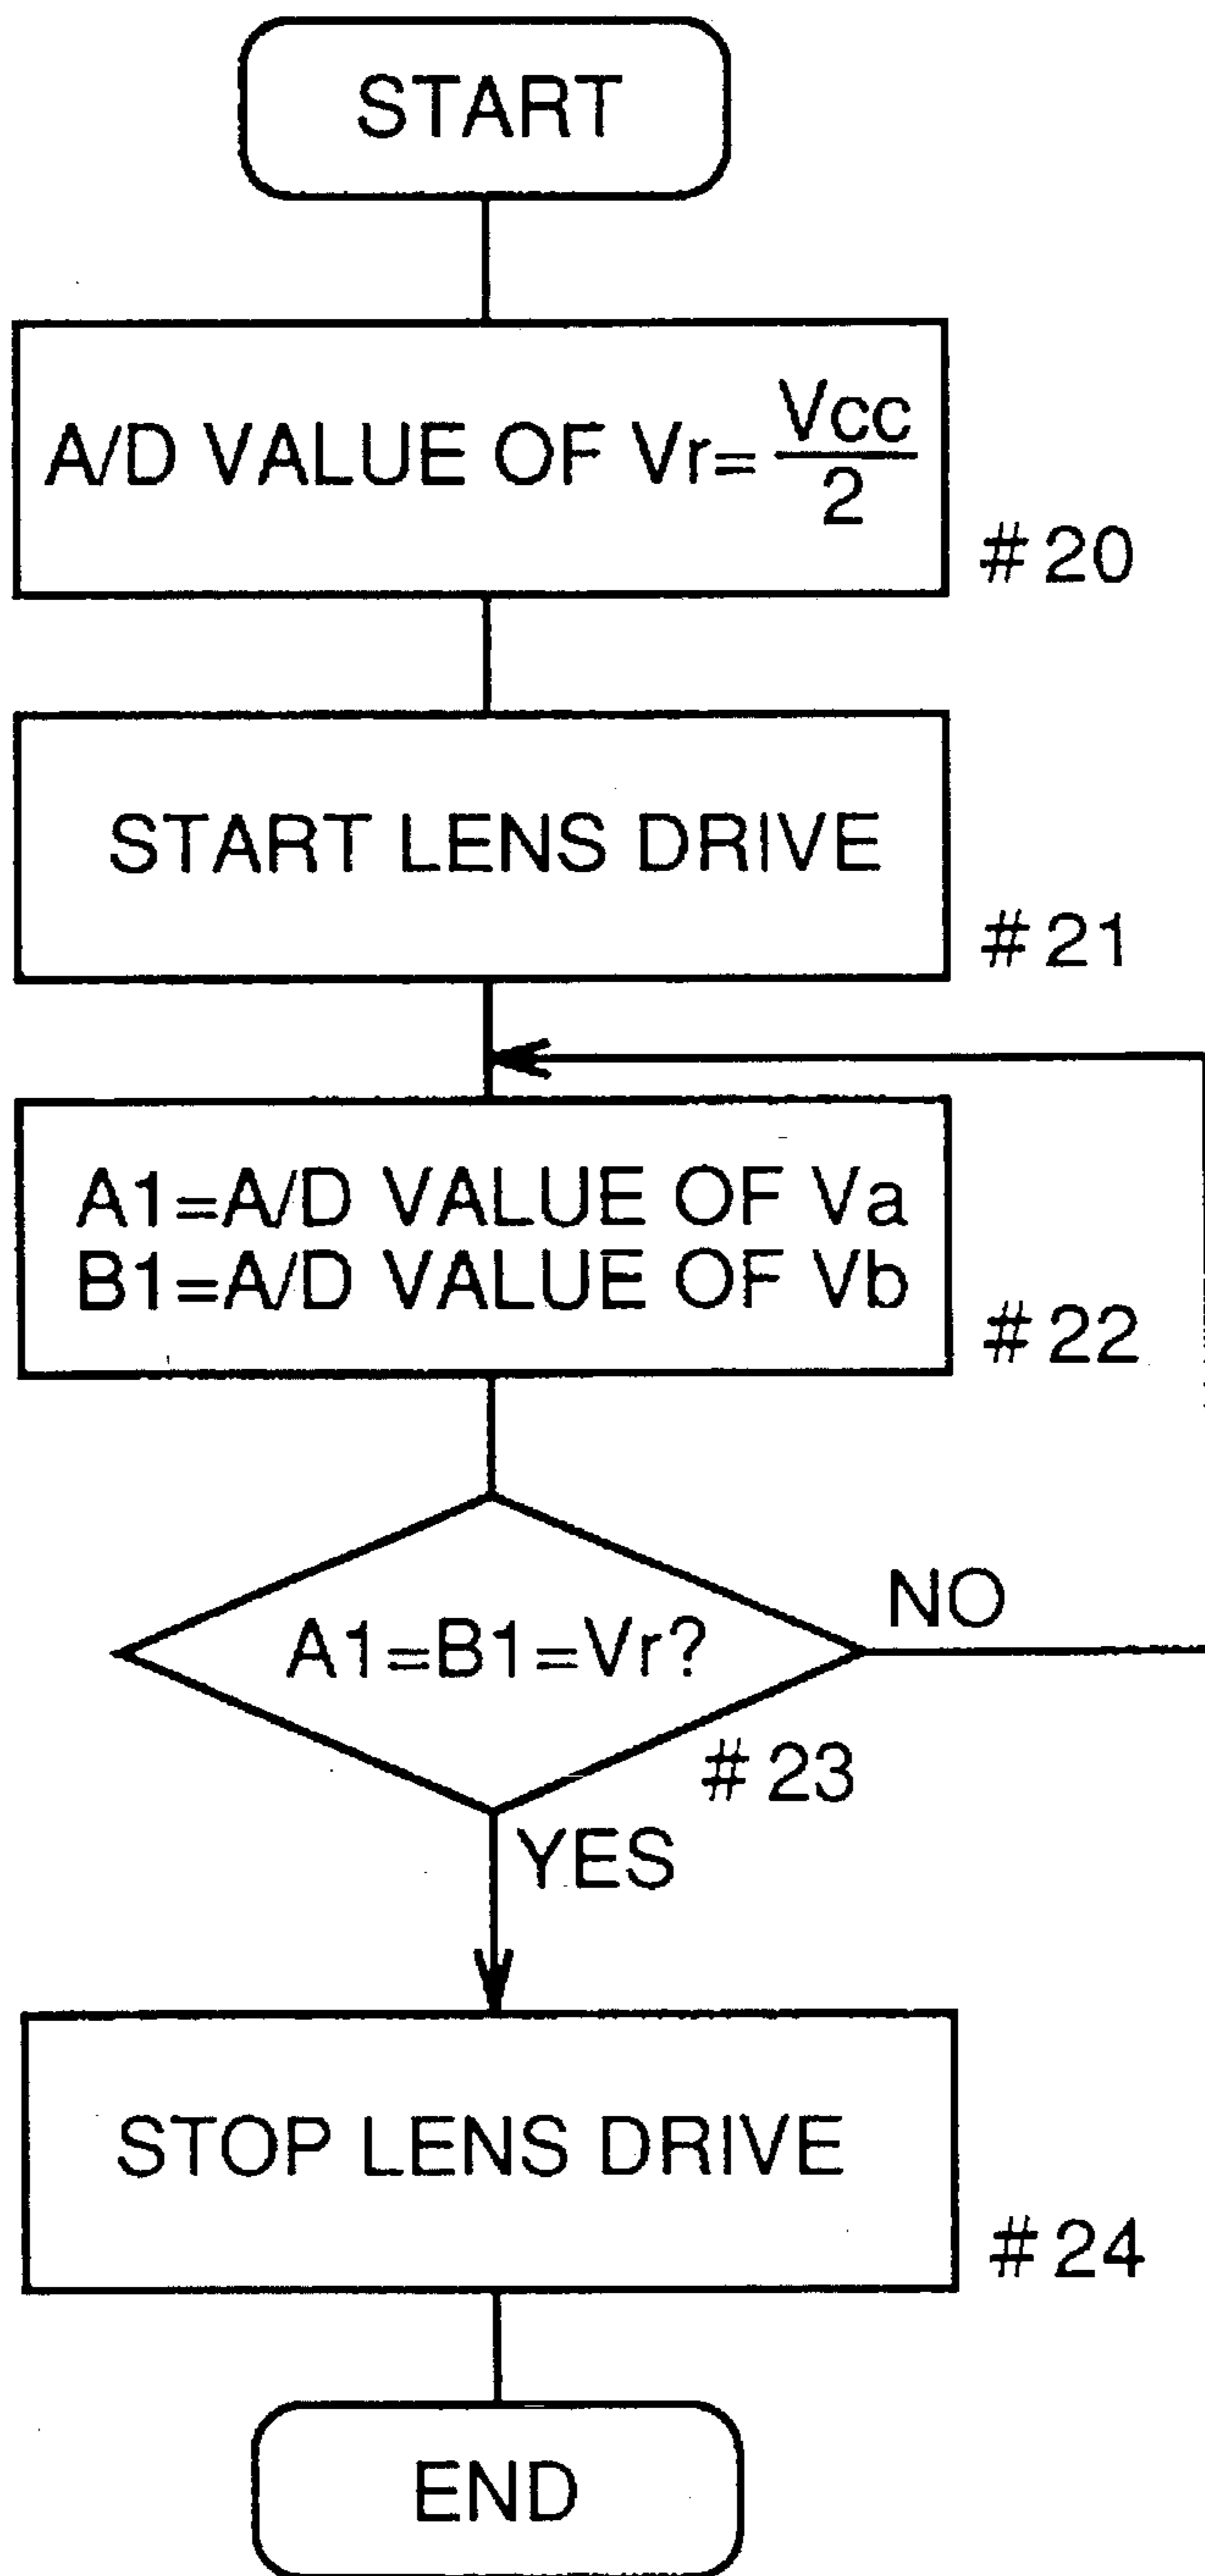 START
A/D VALUE OF Vr= Vcc/2
#20
START LENS DRIVE
#21
A1=A/D VALUE OF Va
B1=A/D VALUE OF Vb
#22
A1=B1=Vr?
NO
#23
YES
STOP LENS DRIVE
#24
END